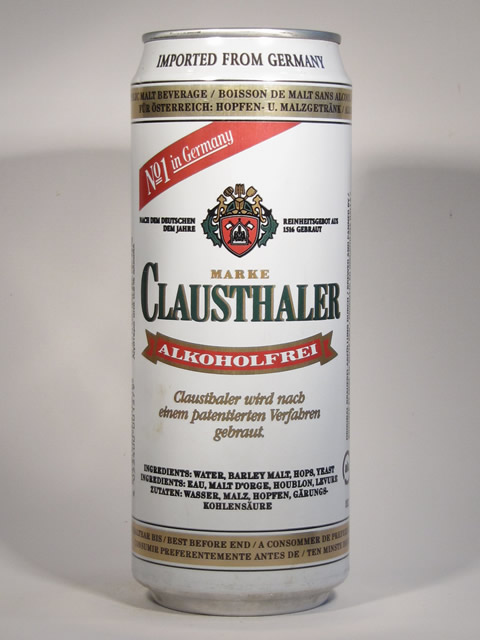 IMPORTED FROM GERMANY
MALT BEVERAGE / BOISSON DE MALT SANS ALCO
FÜR ÖSTERREICH: HOPFEN- U. MALZGETRÄNK /
No1 in Germany
NACH DEM DEUTSCHEN REINHEITSGEBOT AUS
DEM JAHRE 1516 GEBRAUT
MARKE
CLAUSTHALER
ALKOHOLFREI
Clausthaler wird nach
einem patentierten Verfahren
gebraut.
INGREDIENTS: WATER, BARLEY MALT, HOPS, YEAST
INGREDIENTS: EAU, MALT D'ORGE, HOUBLON, LEVURE
ZUTATEN: WASSER, MALZ, HOPFEN, GÄRUNGS-
KOHLENSÄURE
BIS / BEST BEFORE END / A CONSOMMER DE
PREFERENTEMENTE ANTES DE / TEN MINSTE